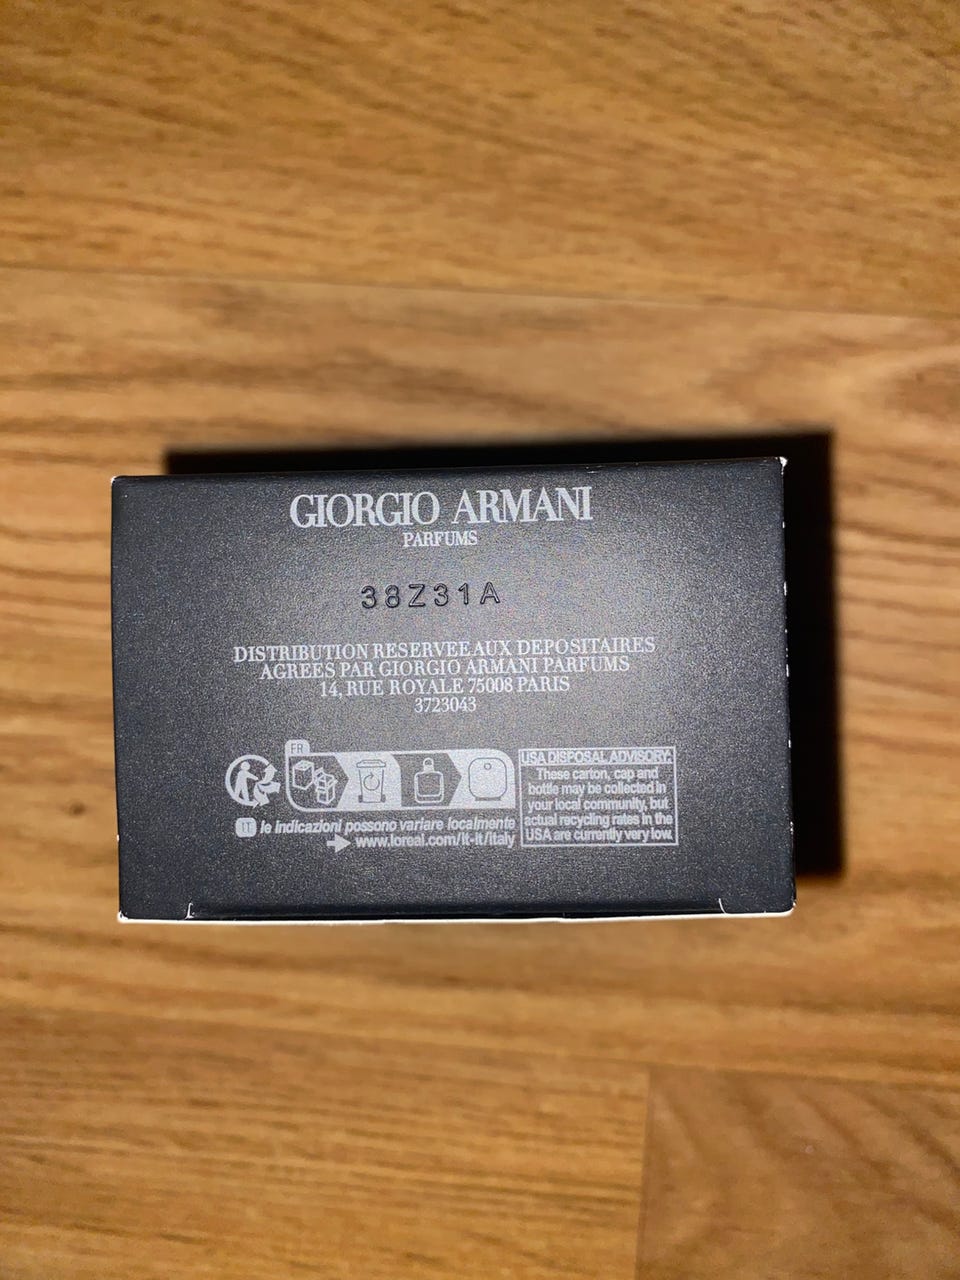 GIORGIO ARMANI
PARFUMS
38Z31A
DISTRIBUTION RESERVEE AUX DEPOSITAIRES
AGREES PAR GIORGIO ARMANI PARFUMS
14, RUE ROYALE 75008 PARIS
3723043
FR
IT le indicazioni possono variare localmente
www.loreal.com/it-it/italy
USA DISPOSAL ADVISORY:
These carton, cap and
bottle may be collected in
your local community, but
actual recycling rates in the
USA are currently very low.